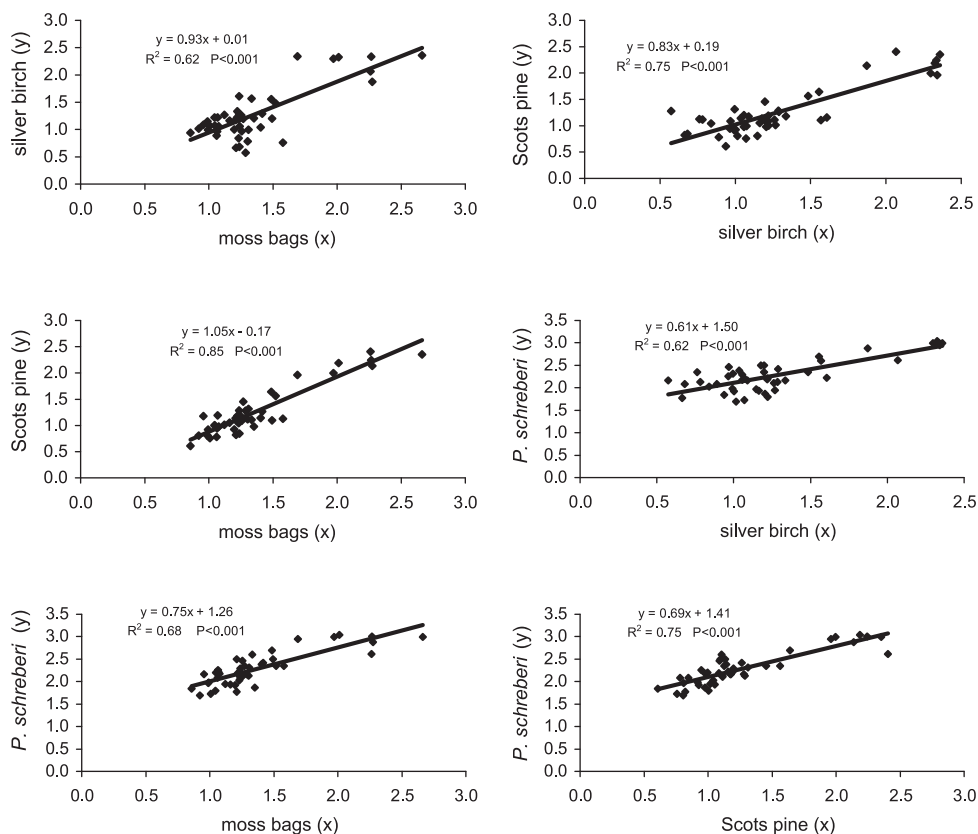 y = 0.93x + 0.01
R² = 0.62 P<0.001
silver birch (y)
3.0
2.5
2.0
1.5
1.0
0.5
0.0
0.0 0.5 1.0 1.5 2.0 2.5 3.0
moss bags (x)
y = 0.83x + 0.19
R² = 0.75 P<0.001
Scots pine (y)
3.0
2.5
2.0
1.5
1.0
0.5
0.0
0.0 0.5 1.0 1.5 2.0 2.5
silver birch (x)
y = 1.05x - 0.17
R² = 0.85 P<0.001
Scots pine (y)
3.0
2.5
2.0
1.5
1.0
0.5
0.0
0.0 0.5 1.0 1.5 2.0 2.5 3.0
moss bags (x)
y = 0.61x + 1.50
R² = 0.62 P<0.001
P. schreberi (y)
3.5
3.0
2.5
2.0
1.5
1.0
0.5
0.0
0.0 0.5 1.0 1.5 2.0 2.5
silver birch (x)
y = 0.75x + 1.26
R² = 0.68 P<0.001
P. schreberi (y)
3.5
3.0
2.5
2.0
1.5
1.0
0.5
0.0
0.0 0.5 1.0 1.5 2.0 2.5 3.0
moss bags (x)
y = 0.69x + 1.41
R² = 0.75 P<0.001
P. schreberi (y)
3.5
3.0
2.5
2.0
1.5
1.0
0.5
0.0
0.0 0.5 1.0 1.5 2.0 2.5 3.0
Scots pine (x)